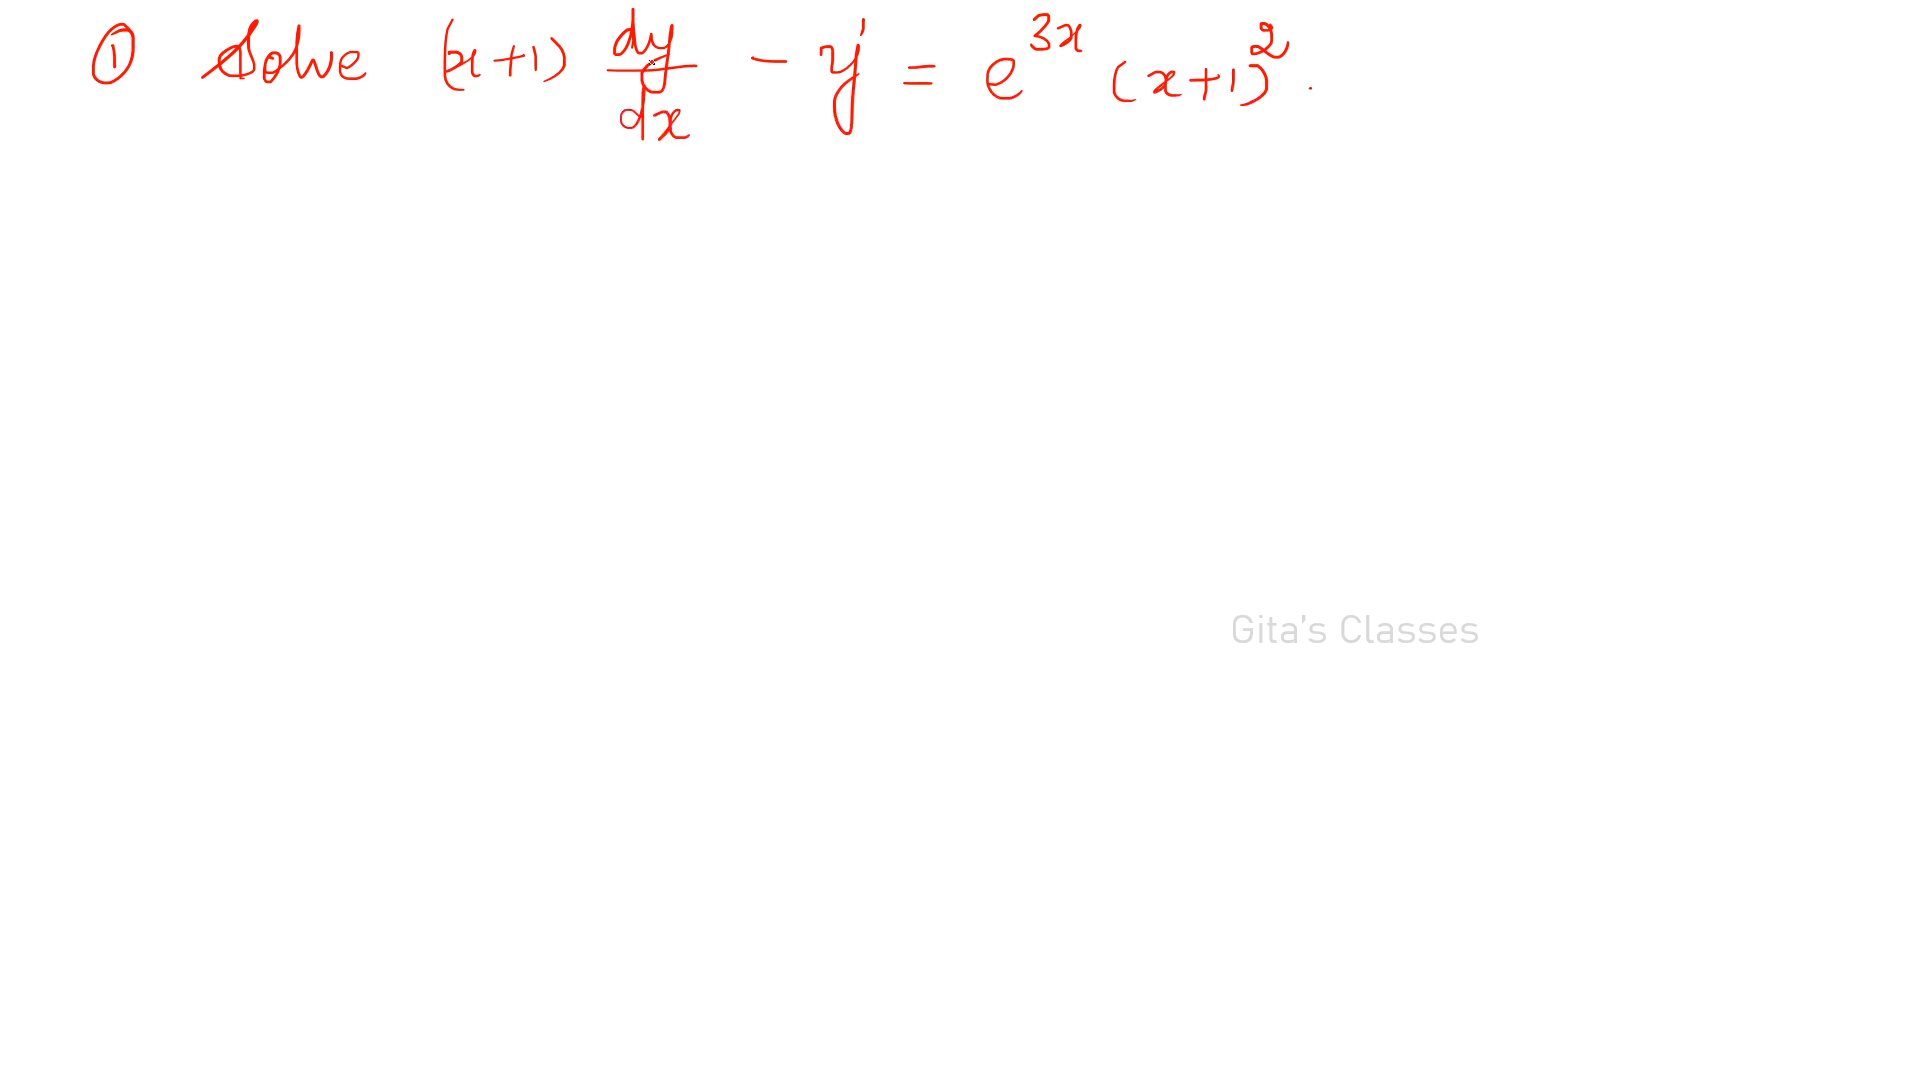 ① Solve (x+1) dy/dx - y = e^3x (x+1)^2.
Gita's Classes